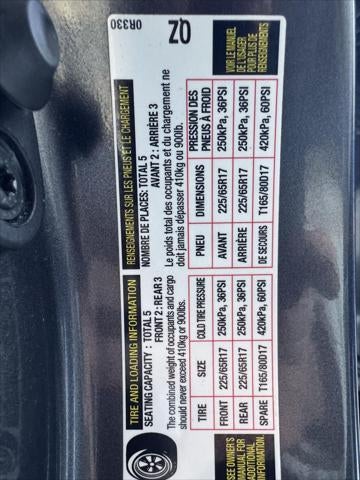 TIRE AND LOADING INFORMATION
SEATING CAPACITY : TOTAL 5
FRONT 2 : REAR 3
The combined weight of occupants and cargo
should never exceed 410kg or 900lbs.
TIRE SIZE COLD TIRE PRESSURE
FRONT 225/65R17 250kPa, 36PSI
REAR 225/65R17 250kPa, 36PSI
SPARE T165/80D17 420kPa, 60PSI
SEE OWNER'S
MANUAL FOR
ADDITIONAL
INFORMATION.
RENSEIGNEMENTS SUR LES PNEUS ET LE CHARGEMENT
NOMBRE DE PLACES: TOTAL 5
AVANT 2 : ARRIÈRE 3
Le poids total des occupants et du chargement ne
doit jamais dépasser 410kg ou 900lb.
PNEU DIMENSIONS PRESSION DES
PNEUS À FROID
AVANT 225/65R17 250kPa, 36PSI
ARRIÈRE 225/65R17 250kPa, 36PSI
DE SECOURS T165/80D17 420kPa, 60PSI
VOIR LE MANUEL
DE L'USAGER
POUR PLUS DE
RENSEIGNEMENTS
0R330
QZ